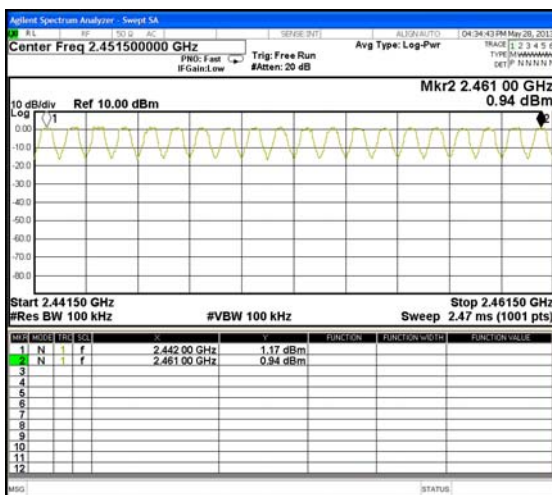 Agilent Spectrum Analyzer - Swept SA
RL RF 50 Ω AC SENSE:INT ALIGNAUTO 04:34:43 PM May 28, 2013
Center Freq 2.451500000 GHz
PNO: Fast
IFGain:Low
Trig: Free Run
#Atten: 20 dB
Avg Type: Log-Pwr
TRACE 1 2 3 4 5 6
TYPE
DET P N N N N N
Mkr2 2.461 00 GHz
0.94 dBm
10 dB/div Ref 10.00 dBm
Log
1
2
0.00
-10.0
-20.0
-30.0
-40.0
-50.0
-60.0
-70.0
-80.0
Start 2.44150 GHz Stop 2.46150 GHz
#Res BW 100 kHz #VBW 100 kHz Sweep 2.47 ms (1001 pts)
MKR MODE TRC SCL X Y FUNCTION FUNCTION WIDTH FUNCTION VALUE
1 N 1 f 2.442 00 GHz 1.17 dBm
2 N 1 f 2.461 00 GHz 0.94 dBm
3
4
5
6
7
8
9
10
11
12
MSG STATUS